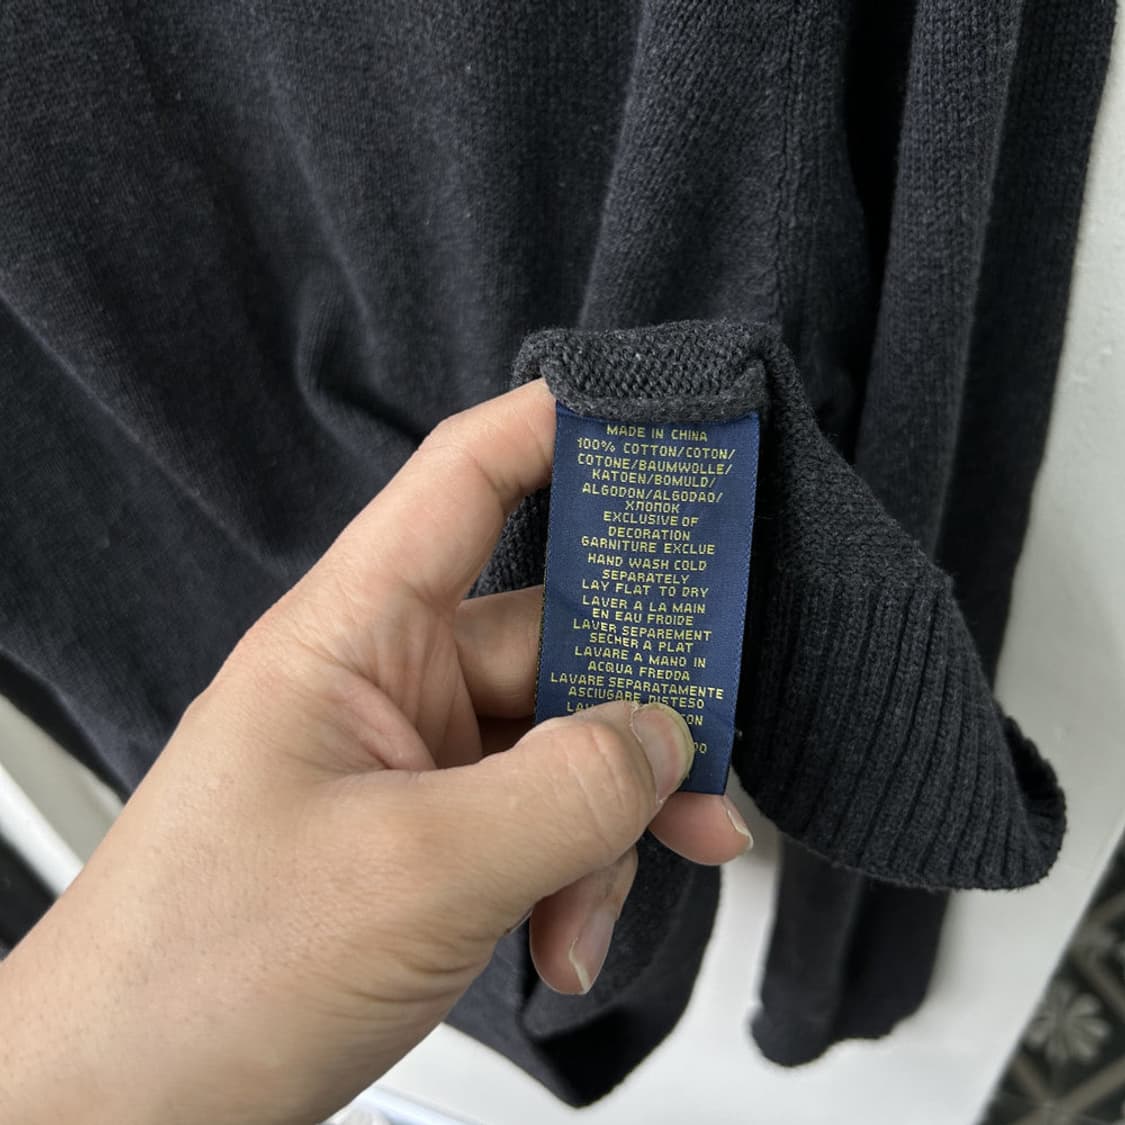 MADE IN CHINA
100% COTTON/COTON/
COTONE/BAUMWOLLE/
KATOEN/BOMULD/
ALGODON/ALGODAO/
ХЛОПОК
EXCLUSIVE OF
DECORATION
GARNITURE EXCLUE
HAND WASH COLD
SEPARATELY
LAY FLAT TO DRY
LAVER A LA MAIN
EN EAU FROIDE
LAVER SEPAREMENT
SECHER A PLAT
LAVARE A MANO IN
ACQUA FREDDA
LAVARE SEPARATAMENTE
ASCIUGARE DISTESO